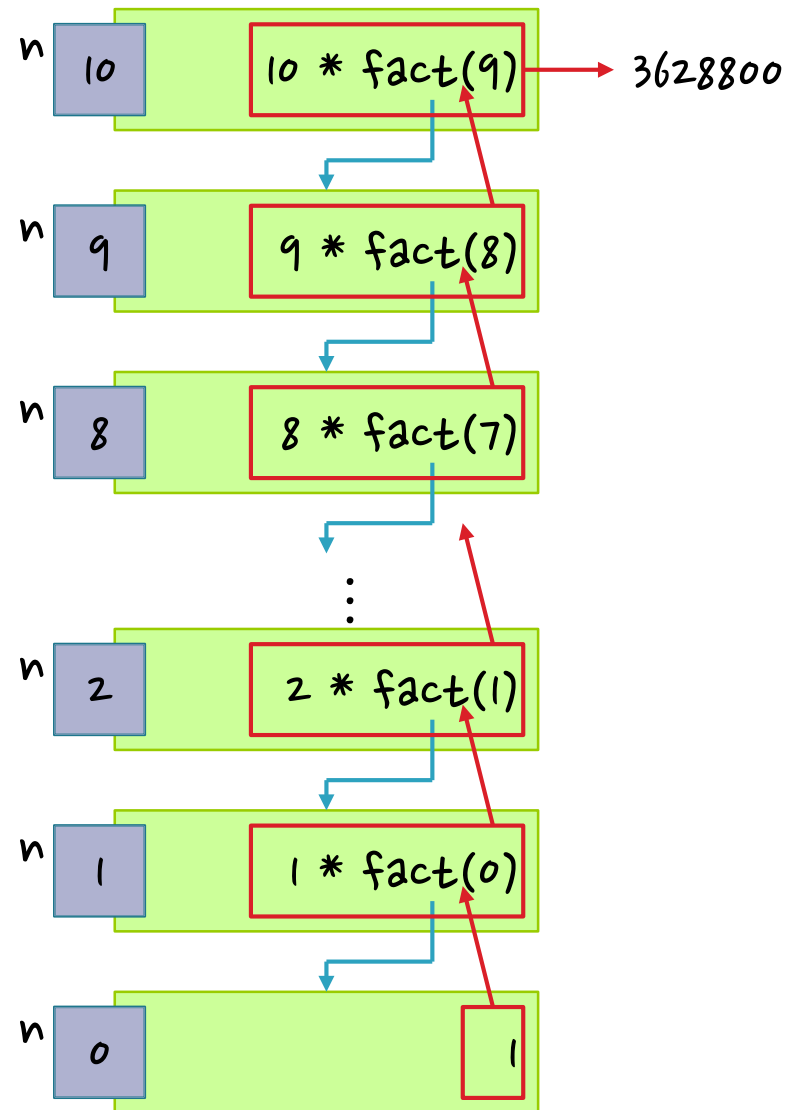 n 10 10 * fact(9) 3628800
n 9 9 * fact(8)
n 8 8 * fact(7)
⋮
n 2 2 * fact(1)
n 1 1 * fact(0)
n 0 1